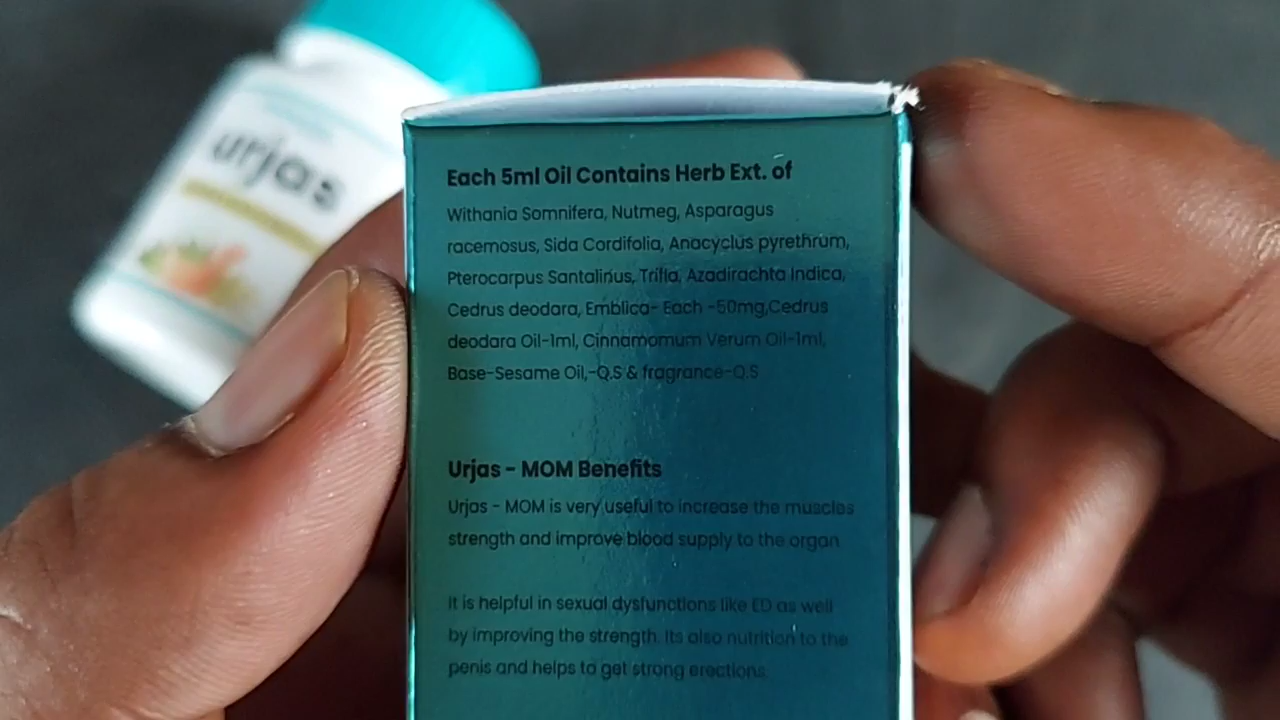 urjas
Each 5ml Oil Contains Herb Ext. of
Withania Somnifera, Nutmeg, Asparagus
racemosus, Sida Cordifolia, Anacyclus pyrethrum,
Pterocarpus Santalinus, Trifla, Azadirachta Indica,
Cedrus deodara, Emblica- Each -50mg,Cedrus
deodara Oil-1ml, Cinnamomum Verum Oil-1ml,
Base-Sesame Oil,-Q.S & fragrance-Q.S
Urjas - MOM Benefits
Urjas - MOM is very useful to increase the muscles
strength and improve blood supply to the organ
It is helpful in sexual dysfunctions like ED as well
by improving the strength. Its also nutrition to the
penis and helps to get strong erections.